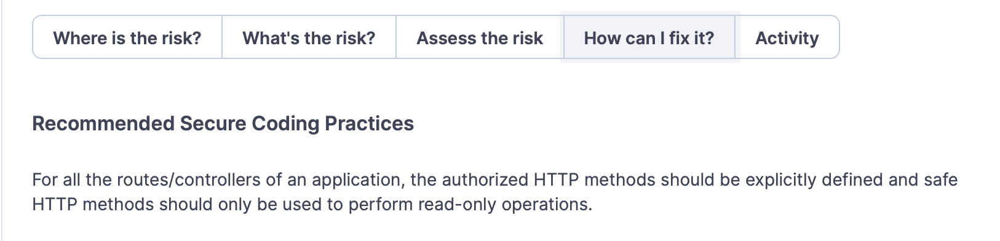 Where is the risk? What's the risk? Assess the risk How can I fix it? Activity
Recommended Secure Coding Practices
For all the routes/controllers of an application, the authorized HTTP methods should be explicitly defined and safe
HTTP methods should only be used to perform read-only operations.